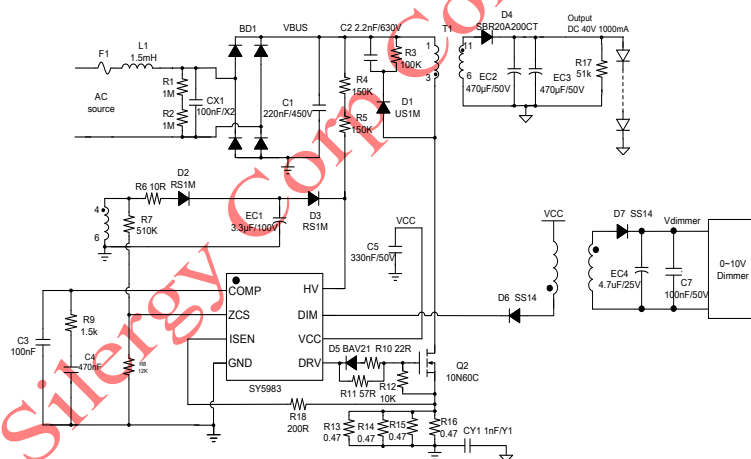 BD1
VBUS
C2 2.2nF/630V
T1
D4
SBR20A200CT
Output
DC 40V 1000mA
F1
L1
1.5mH
R1
1M
R2
1M
AC
source
CX1
100nF/X2
C1
220nF/450V
R3
100K
R4
150K
R5
150K
D1
US1M
1
3
11
6
EC2
470µF/50V
EC3
470µF/50V
R17
51k
D2
RS1M
R6 10R
R7
510K
4
6
EC1
3.3µF/100V
D3
RS1M
VCC
C5
330nF/50V
VCC
D7 SS14
Vdimmer
EC4
4.7uF/25V
C7
100nF/50V
0~10V
Dimmer
D6 SS14
COMP
ZCS
ISEN
GND
HV
DIM
VCC
DRV
SY5983
R9
1.5k
C3
100nF
C4
470nF
R8
12K
D5 BAV21
R10 22R
R11 57R
R12
10K
Q2
10N60C
R18
200R
R13
0.47
R14
0.47
R15
0.47
R16
0.47
CY1 1nF/Y1
Silergy Corp Co